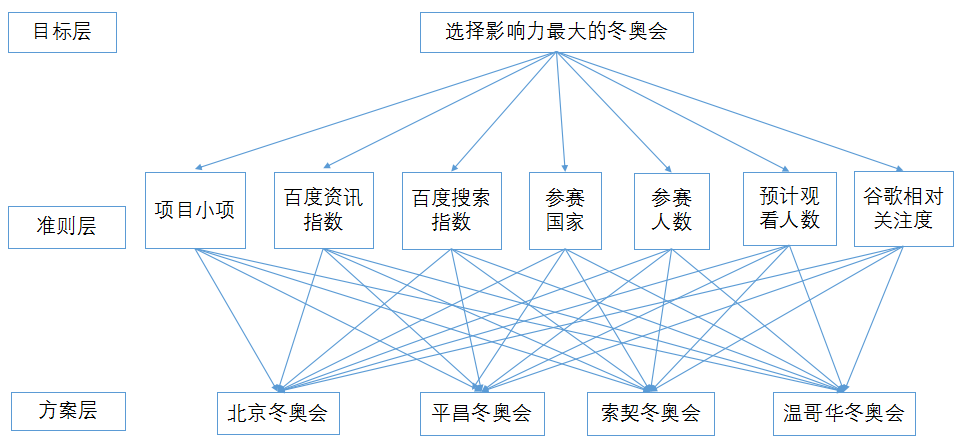 目标层
选择影响力最大的冬奥会
准则层
项目小项
百度资讯
指数
百度搜索
指数
参赛
国家
参赛
人数
预计观
看人数
谷歌相对
关注度
方案层
北京冬奥会
平昌冬奥会
索契冬奥会
温哥华冬奥会